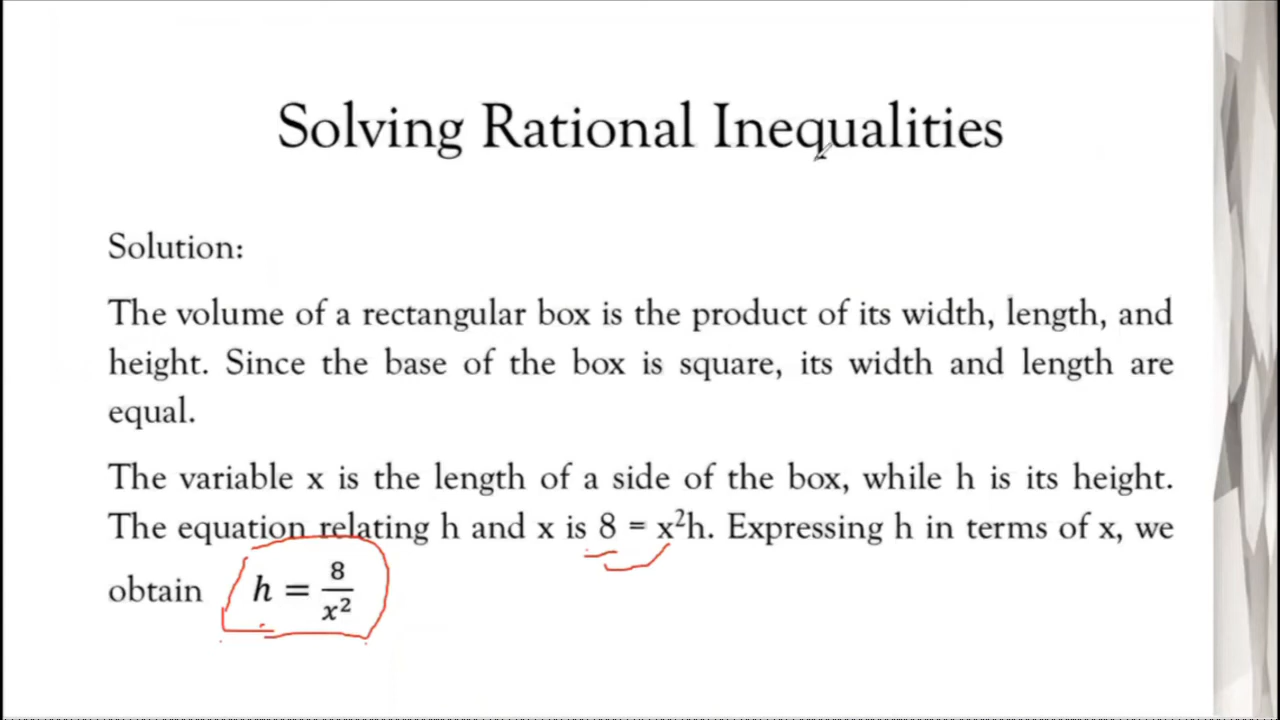 Solving Rational Inequalities
Solution:
The volume of a rectangular box is the product of its width, length, and
height. Since the base of the box is square, its width and length are
equal.
The variable x is the length of a side of the box, while h is its height.
The equation relating h and x is 8 = x²h. Expressing h in terms of x, we
obtain h = 8/x²